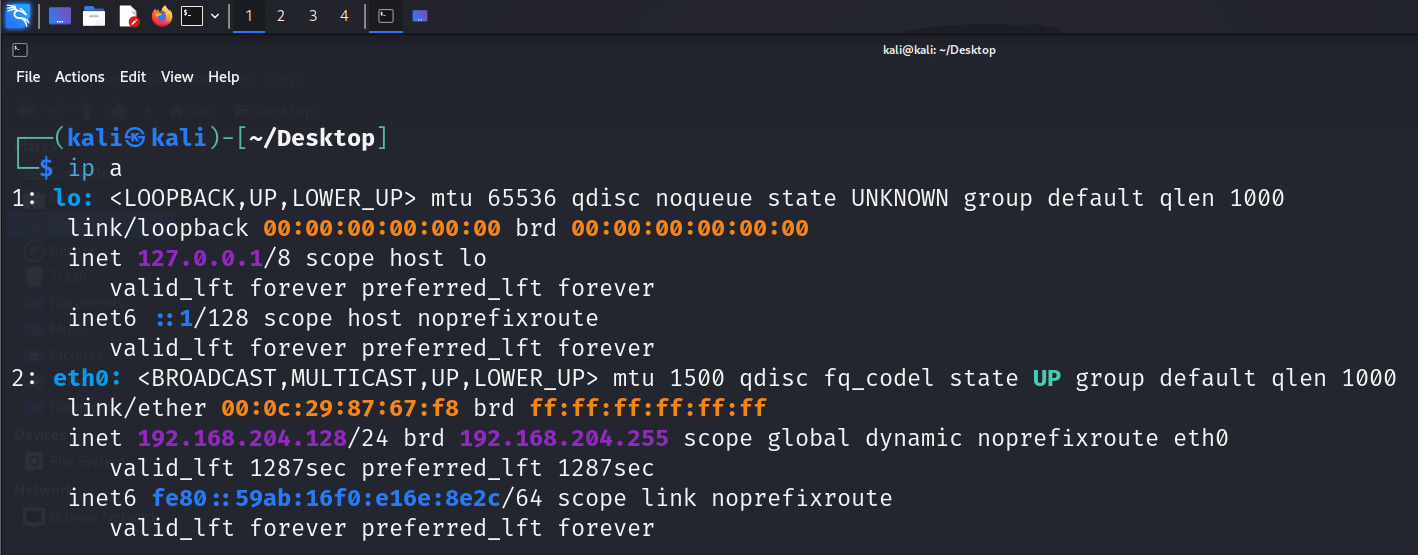 1 2 3 4
kali@kali: ~/Desktop
File Actions Edit View Help
┌──(kali㉿kali)-[~/Desktop]
└─$ ip a
1: lo: <LOOPBACK,UP,LOWER_UP> mtu 65536 qdisc noqueue state UNKNOWN group default qlen 1000
link/loopback 00:00:00:00:00:00 brd 00:00:00:00:00:00
inet 127.0.0.1/8 scope host lo
valid_lft forever preferred_lft forever
inet6 ::1/128 scope host noprefixroute
valid_lft forever preferred_lft forever
2: eth0: <BROADCAST,MULTICAST,UP,LOWER_UP> mtu 1500 qdisc fq_codel state UP group default qlen 1000
link/ether 00:0c:29:87:67:f8 brd ff:ff:ff:ff:ff:ff
inet 192.168.204.128/24 brd 192.168.204.255 scope global dynamic noprefixroute eth0
valid_lft 1287sec preferred_lft 1287sec
inet6 fe80::59ab:16f0:e16e:8e2c/64 scope link noprefixroute
valid_lft forever preferred_lft forever